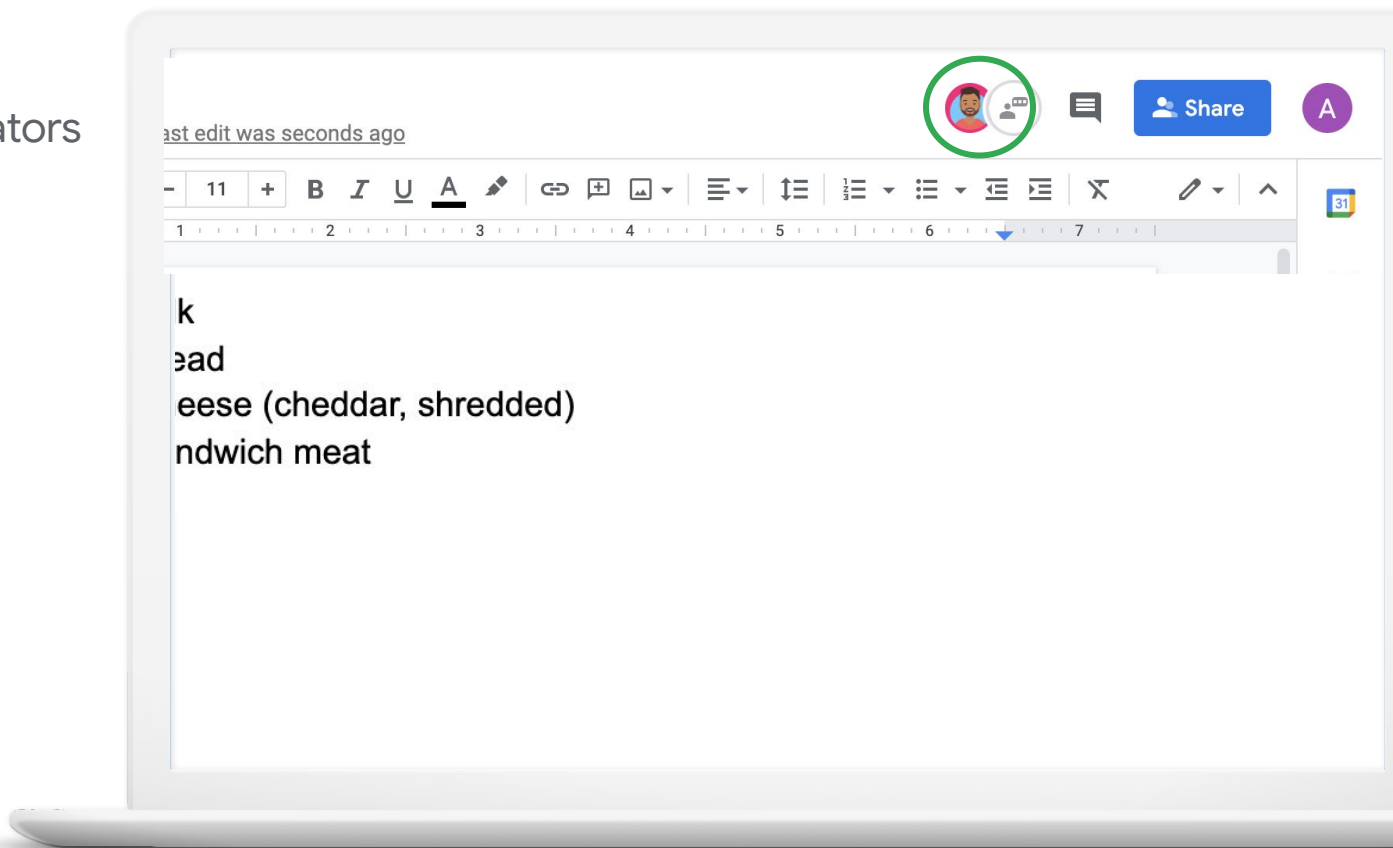 ators
ast edit was seconds ago
Share
A
11
B I U A
1 2 3 4 5 6 7
31
k
ead
eese (cheddar, shredded)
ndwich meat